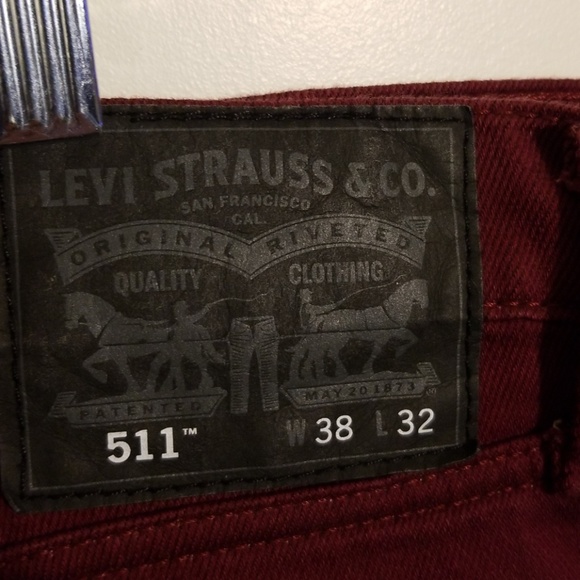 LEVI STRAUSS & CO.
SAN FRANCISCO
CAL.
ORIGINAL RIVETED
QUALITY CLOTHING
PATENTED MAY 20 1873
511™ W 38 L 32